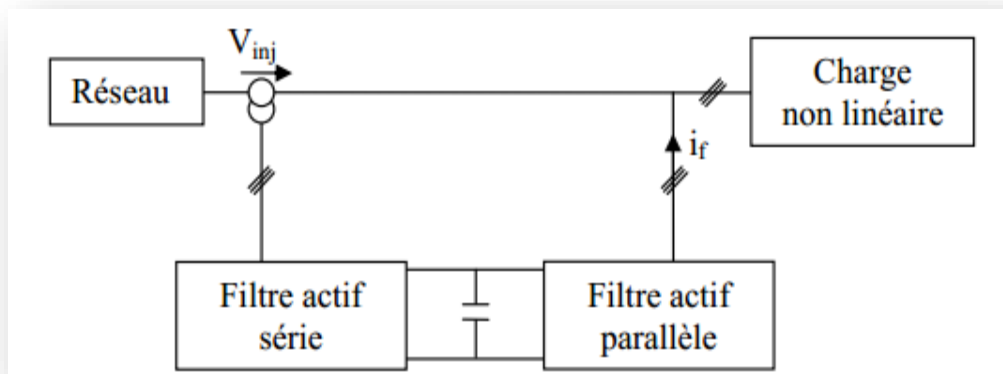 V_inj
Réseau
Charge
non linéaire
i_f
Filtre actif
série
Filtre actif
parallèle